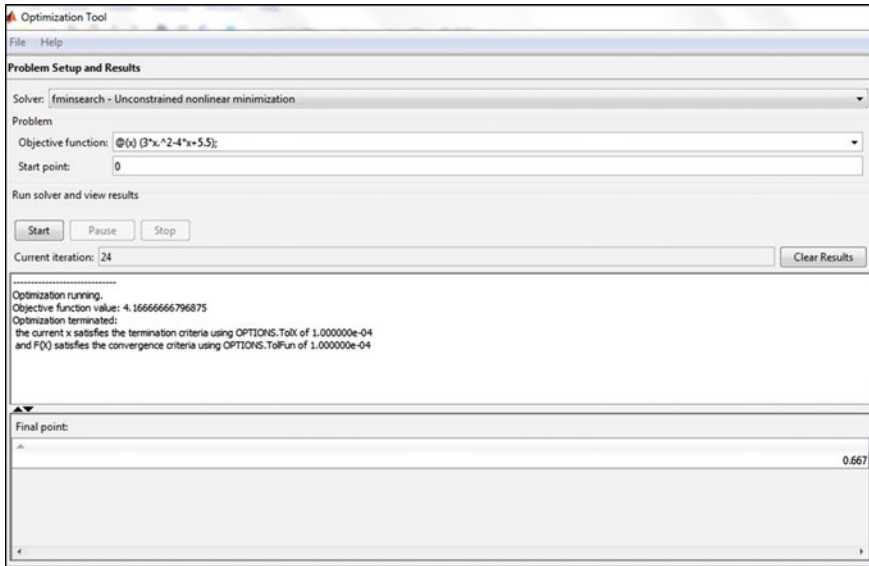 Optimization Tool
File Help
Problem Setup and Results
Solver: fminsearch - Unconstrained nonlinear minimization
Problem
Objective function: @(x) (3*x.^2-4*x+5.5);
Start point: 0
Run solver and view results
Start Pause Stop
Current iteration: 24 Clear Results
------------------------------
Optimization running.
Objective function value: 4.16666666796875
Optimization terminated:
the current x satisfies the termination criteria using OPTIONS.TolX of 1.000000e-04
and F(X) satisfies the convergence criteria using OPTIONS.TolFun of 1.000000e-04
Final point:
0.667